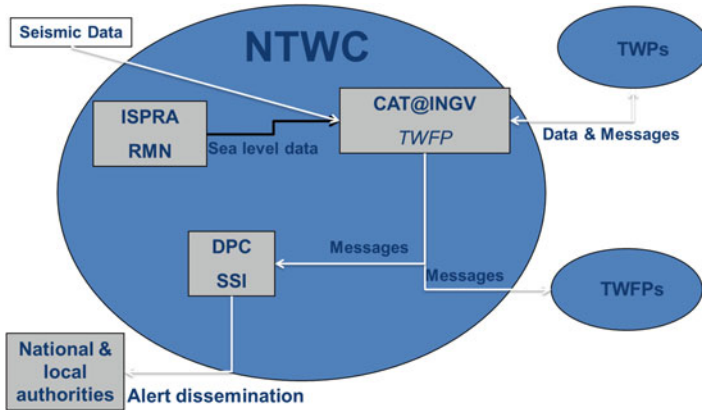 Seismic Data
NTWC
TWPs
ISPRA
RMN
CAT@INGV
TWFP
Data & Messages
Sea level data
DPC
SSI
Messages
Messages
TWFPs
National &
local
authorities
Alert dissemination